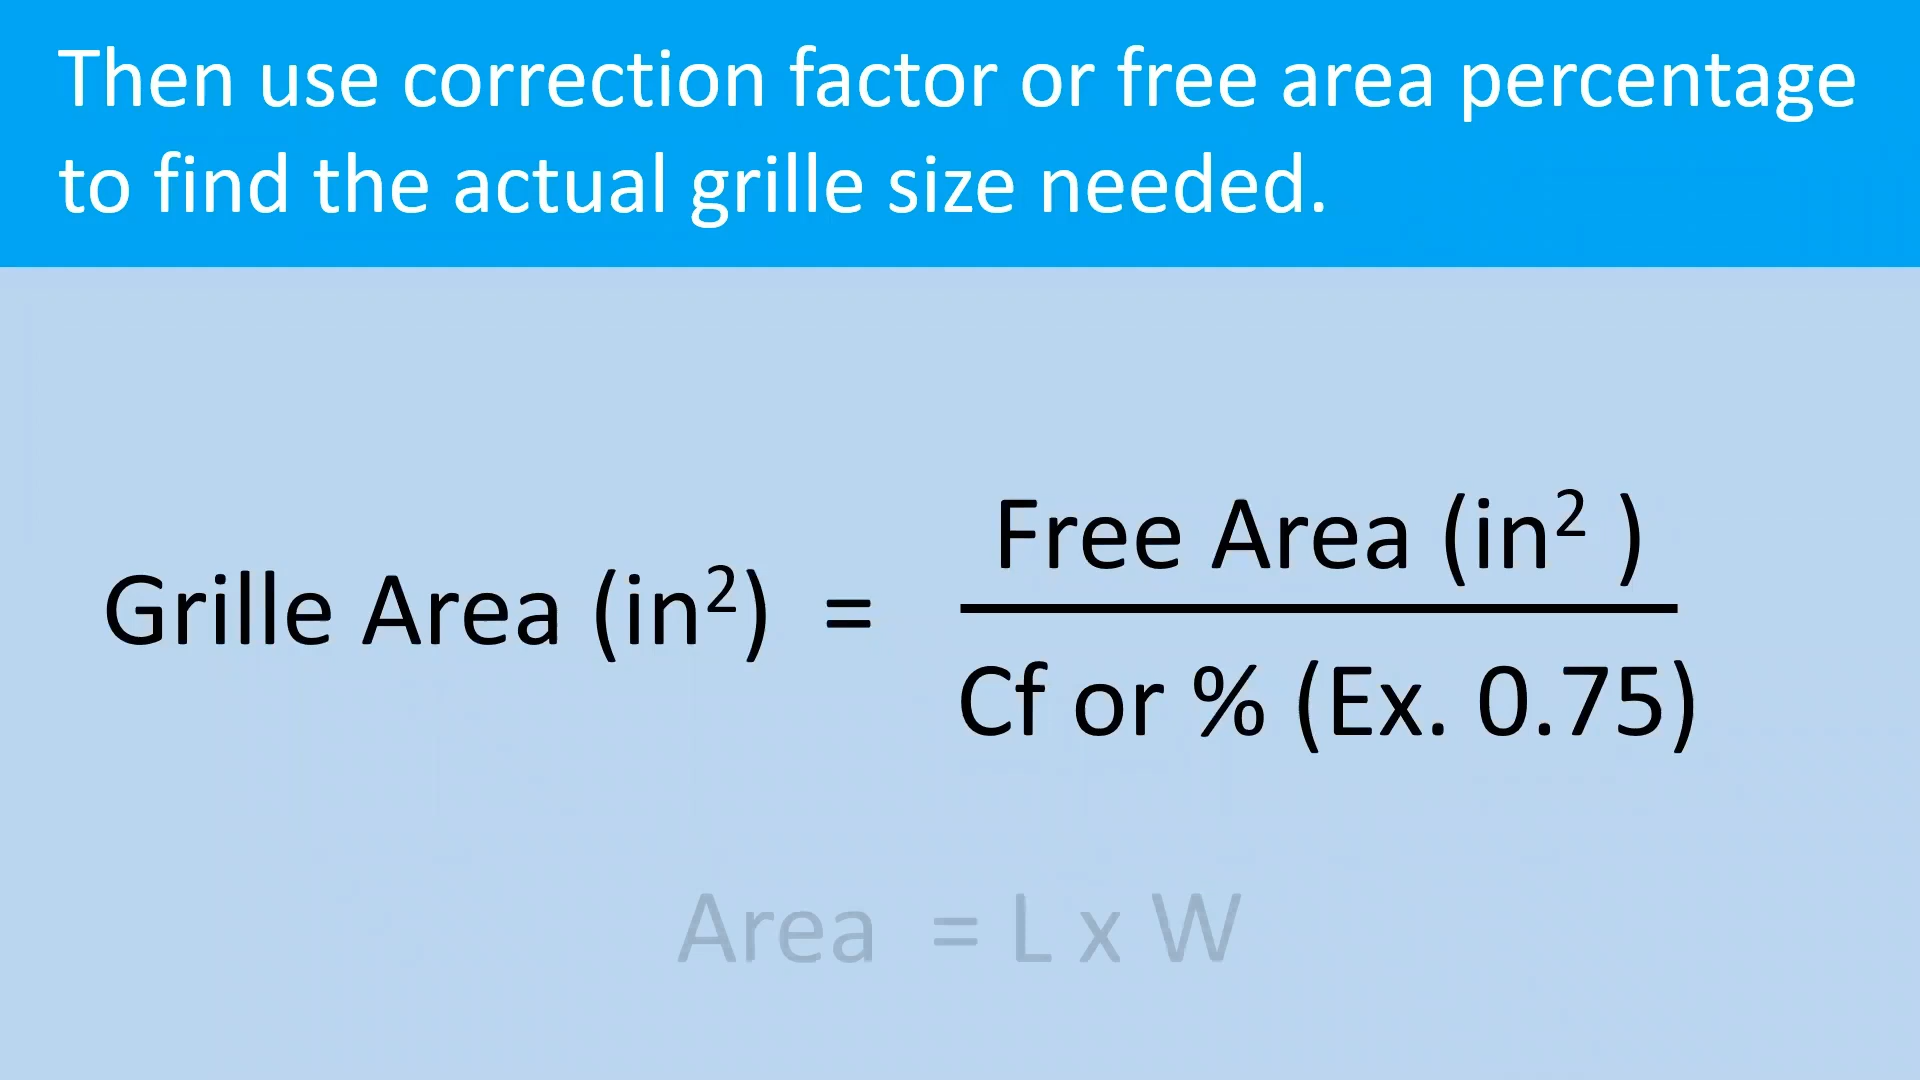 Then use correction factor or free area percentage
to find the actual grille size needed.
Free Area (in² )
Grille Area (in²) =
Cf or % (Ex. 0.75)
Area = L x W